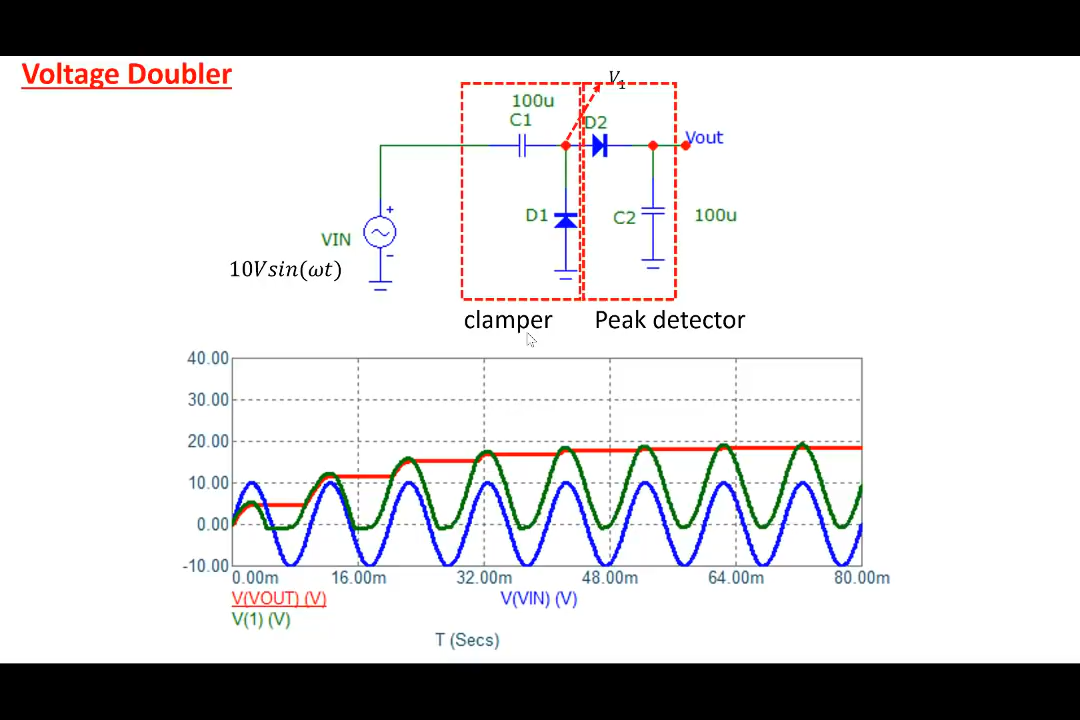 Voltage Doubler
V1
100u
C1
D2
Vout
D1
C2
100u
+
VIN
-
10Vsin(ωt)
clamper
Peak detector
40.00
30.00
20.00
10.00
0.00
-10.00
0.00m 16.00m 32.00m 48.00m 64.00m 80.00m
V(VOUT) (V) V(VIN) (V)
V(1) (V)
T (Secs)